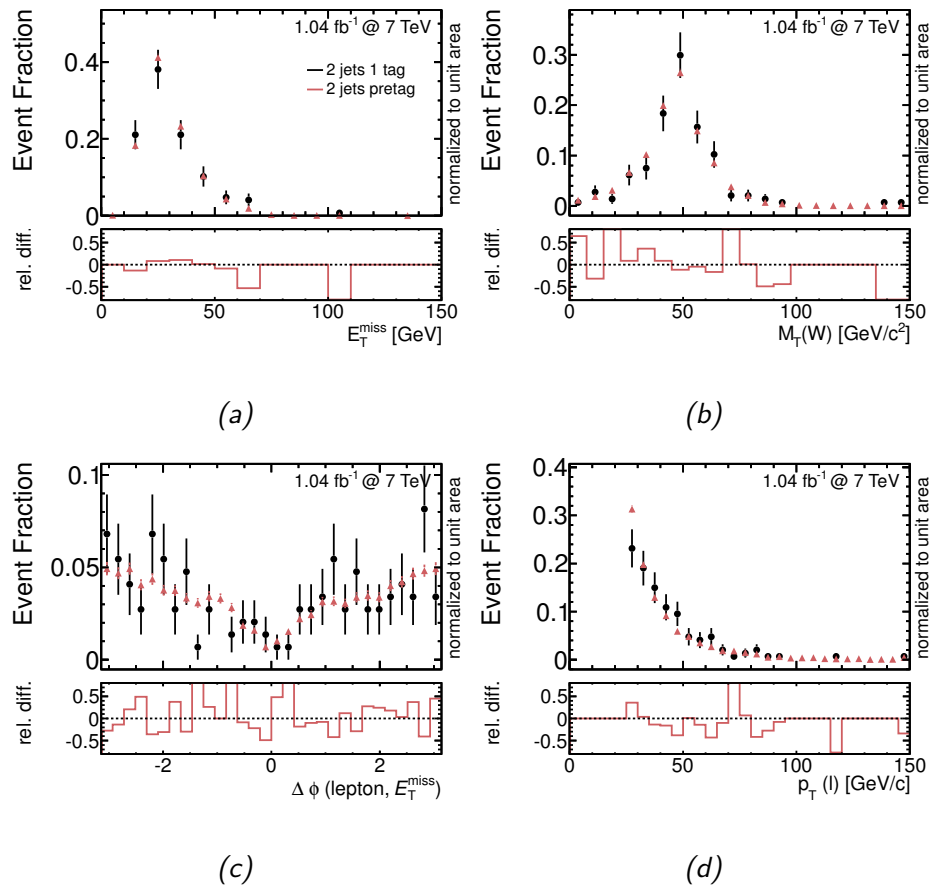 1.04 fb⁻¹ @ 7 TeV
Event Fraction
normalized to unit area
2 jets 1 tag
2 jets pretag
0.4
0.2
0
rel. diff.
0.5
0
-0.5
0 50 100 150
E_T^miss [GeV]
(a)
1.04 fb⁻¹ @ 7 TeV
Event Fraction
normalized to unit area
0.3
0.2
0.1
0
rel. diff.
0.5
0
-0.5
0 50 100 150
M_T(W) [GeV/c²]
(b)
0.1
1.04 fb⁻¹ @ 7 TeV
Event Fraction
normalized to unit area
0.05
0
rel. diff.
0.5
0
-0.5
-2 0 2
Δ ϕ (lepton, E_T^miss)
(c)
0.4
1.04 fb⁻¹ @ 7 TeV
Event Fraction
normalized to unit area
0.3
0.2
0.1
0
rel. diff.
0.5
0
-0.5
0 50 100 150
p_T (l) [GeV/c]
(d)